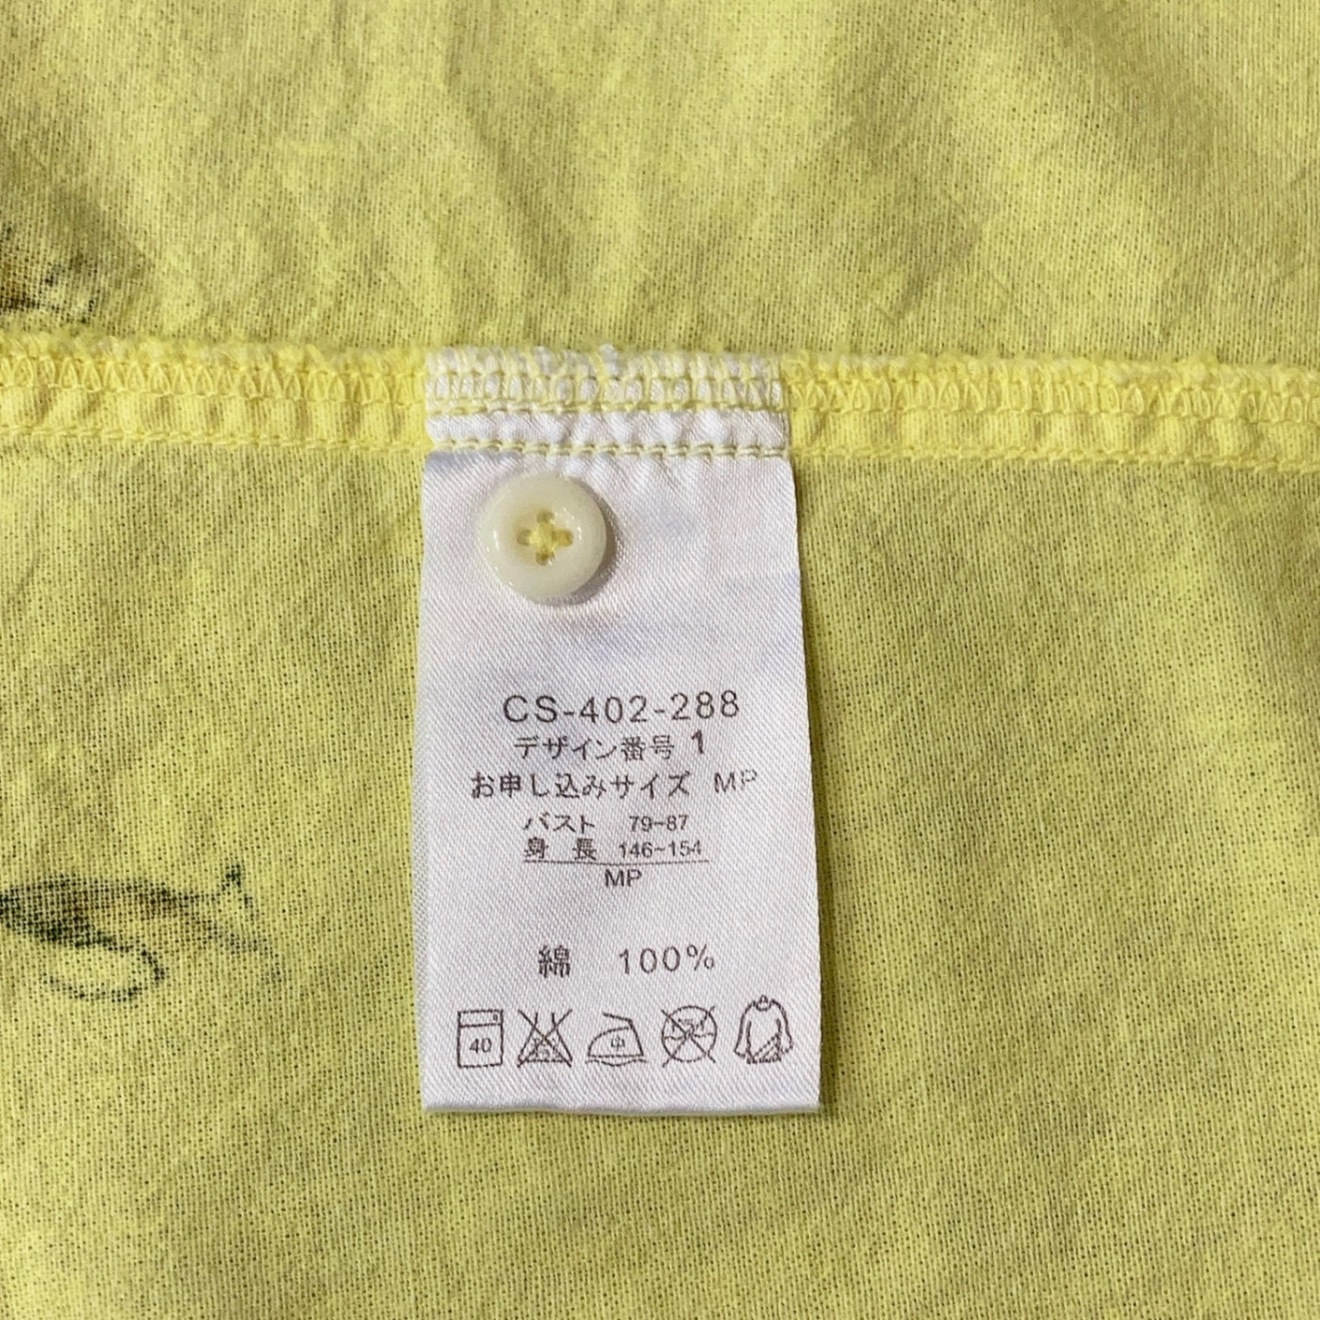 CS-402-288
デザイン番号 1
お申し込みサイズ MP
バスト 79-87
身長 146~154
MP
綿 100%
40 中